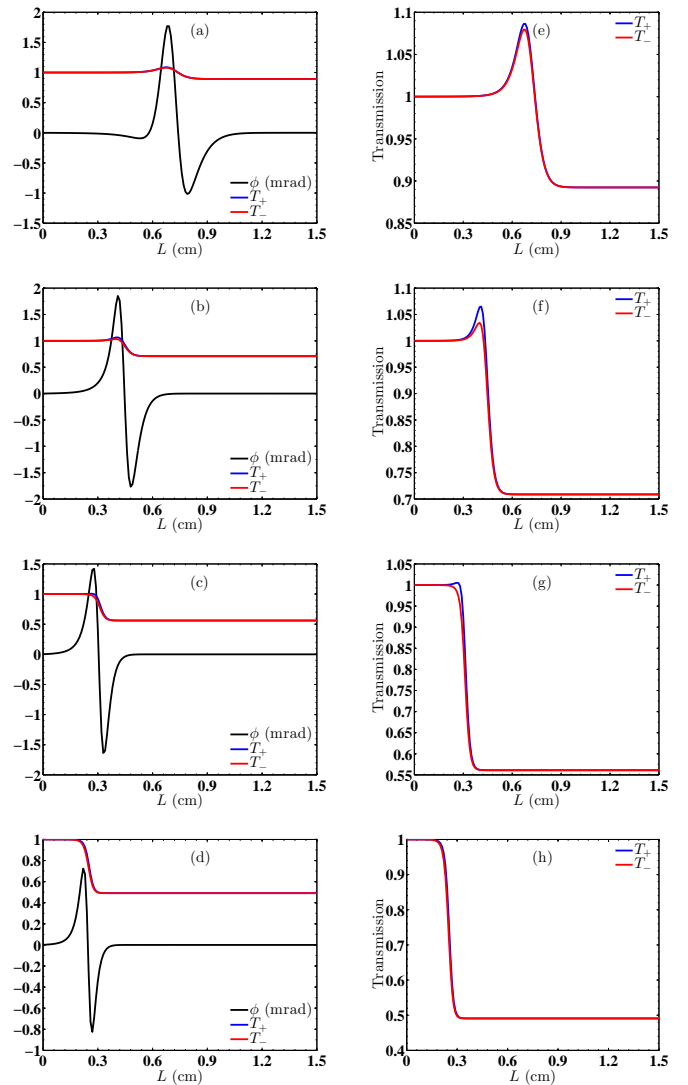 2
1.5
1
0.5
0
−0.5
−1
−1.5
(a)
ϕ (mrad)
T+
T−
0 0.3 0.6 0.9 1.2 1.5
L (cm)
1.1
1.05
1
0.95
0.9
0.85
Transmission
(e)
T+
T−
0 0.3 0.6 0.9 1.2 1.5
L (cm)
2
1.5
1
0.5
0
−0.5
−1
−1.5
−2
(b)
ϕ (mrad)
T+
T−
0 0.3 0.6 0.9 1.2 1.5
L (cm)
1.1
1.05
1
0.95
0.9
0.85
0.8
0.75
0.7
Transmission
(f)
T+
T−
0 0.3 0.6 0.9 1.2 1.5
L (cm)
1.5
1
0.5
0
−0.5
−1
−1.5
−2
(c)
ϕ (mrad)
T+
T−
0 0.3 0.6 0.9 1.2 1.5
L (cm)
1.05
1
0.95
0.9
0.85
0.8
0.75
0.7
0.65
0.6
0.55
Transmission
(g)
T+
T−
0 0.3 0.6 0.9 1.2 1.5
L (cm)
1
0.8
0.6
0.4
0.2
0
−0.2
−0.4
−0.6
−0.8
−1
(d)
ϕ (mrad)
T+
T−
0 0.3 0.6 0.9 1.2 1.5
L (cm)
1
0.9
0.8
0.7
0.6
0.5
0.4
Transmission
(h)
T+
T−
0 0.3 0.6 0.9 1.2 1.5
L (cm)